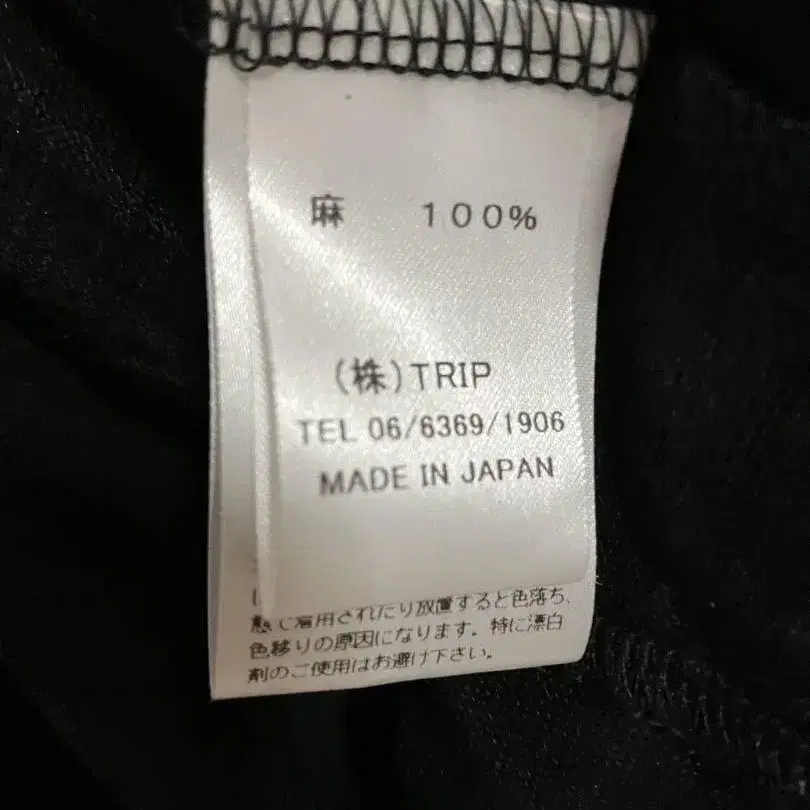 麻 100%
(株)TRIP
TEL 06/6369/1906
MADE IN JAPAN
で着用されたり放置すると色落ち、
色移りの原因になります。特に漂白
剤のご使用はお避け下さい。